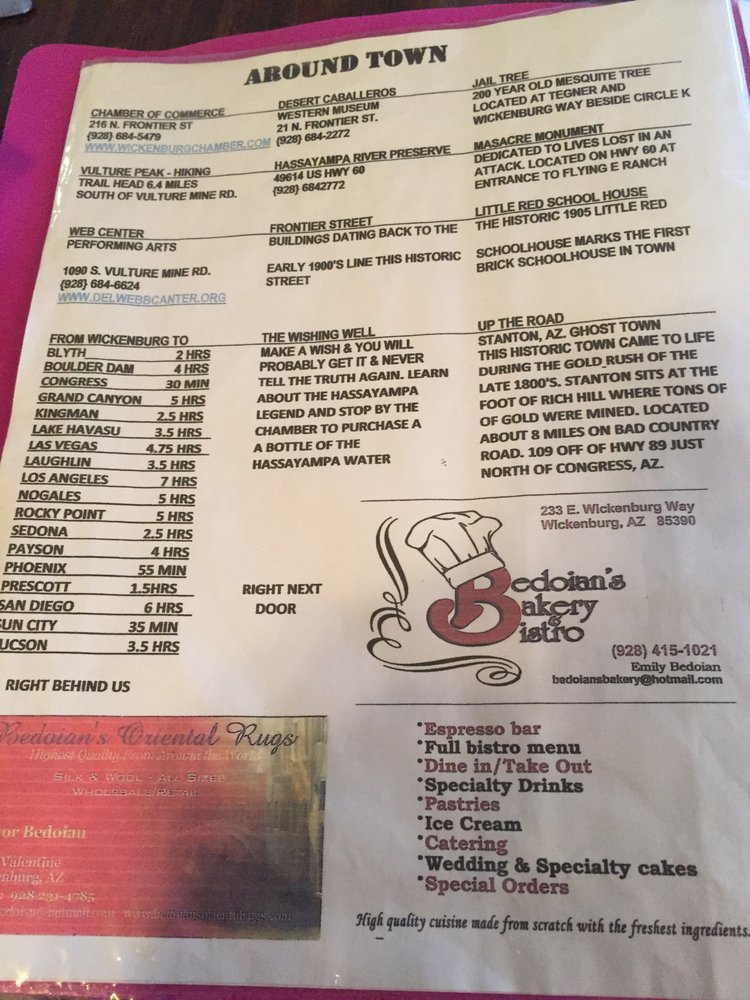 AROUND TOWN
CHAMBER OF COMMERCE
216 N. FRONTIER ST
{928} 684-5479
WWW.WICKENBURGCHAMBER.COM
VULTURE PEAK - HIKING
TRAIL HEAD 6.4 MILES
SOUTH OF VULTURE MINE RD.
WEB CENTER
PERFORMING ARTS
1090 S. VULTURE MINE RD.
{928} 684-6624
WWW.DELWEBBCANTER.ORG
DESERT CABALLEROS
WESTERN MUSEUM
21 N. FRONTIER ST.
{928} 684-2272
HASSAYAMPA RIVER PRESERVE
49614 US HWY 60
{928} 6842772
FRONTIER STREET
BUILDINGS DATING BACK TO THE
EARLY 1900'S LINE THIS HISTORIC
STREET
JAIL TREE
200 YEAR OLD MESQUITE TREE
LOCATED AT TEGNER AND
WICKENBURG WAY BESIDE CIRCLE K
MASACRE MONUMENT
DEDICATED TO LIVES LOST IN AN
ATTACK. LOCATED ON HWY 60 AT
ENTRANCE TO FLYING E RANCH
LITTLE RED SCHOOL HOUSE
THE HISTORIC 1905 LITTLE RED
SCHOOLHOUSE MARKS THE FIRST
BRICK SCHOOLHOUSE IN TOWN
FROM WICKENBURG TO
BLYTH 2 HRS
BOULDER DAM 4 HRS
CONGRESS 30 MIN
GRAND CANYON 5 HRS
KINGMAN 2.5 HRS
LAKE HAVASU 3.5 HRS
LAS VEGAS 4.75 HRS
LAUGHLIN 3.5 HRS
LOS ANGELES 7 HRS
NOGALES 5 HRS
ROCKY POINT 5 HRS
SEDONA 2.5 HRS
PAYSON 4 HRS
PHOENIX 55 MIN
PRESCOTT 1.5HRS
SAN DIEGO 6 HRS
SUN CITY 35 MIN
UCSON 3.5 HRS
THE WISHING WELL
MAKE A WISH & YOU WILL
PROBABLY GET IT & NEVER
TELL THE TRUTH AGAIN. LEARN
ABOUT THE HASSAYAMPA
LEGEND AND STOP BY THE
CHAMBER TO PURCHASE A
A BOTTLE OF THE
HASSAYAMPA WATER
UP THE ROAD
STANTON, AZ. GHOST TOWN
THIS HISTORIC TOWN CAME TO LIFE
DURING THE GOLD RUSH OF THE
LATE 1800'S. STANTON SITS AT THE
FOOT OF RICH HILL WHERE TONS OF
OF GOLD WERE MINED. LOCATED
ABOUT 8 MILES ON BAD COUNTRY
ROAD. 109 OFF OF HWY 89 JUST
NORTH OF CONGRESS, AZ.
RIGHT NEXT
DOOR
233 E. Wickenburg Way
Wickenburg, AZ 85390
Bedoian's
Bakery
&
Bistro
(928) 415-1021
Emily Bedoian
bedoiansbakery@hotmail.com
RIGHT BEHIND US
Bedoian's Oriental Rugs
Highest Quality From Around the World
SILK & WOOL - ALL SIZES
WHOLESALE RETAIL
or Bedoian
Valentine
enburg, AZ
928-231-4785
www.bedoiansorientalrugs.com
*Espresso bar
*Full bistro menu
*Dine in/Take Out
*Specialty Drinks
*Pastries
*Ice Cream
*Catering
*Wedding & Specialty cakes
*Special Orders
High quality cuisine made from scratch with the freshest ingredients.